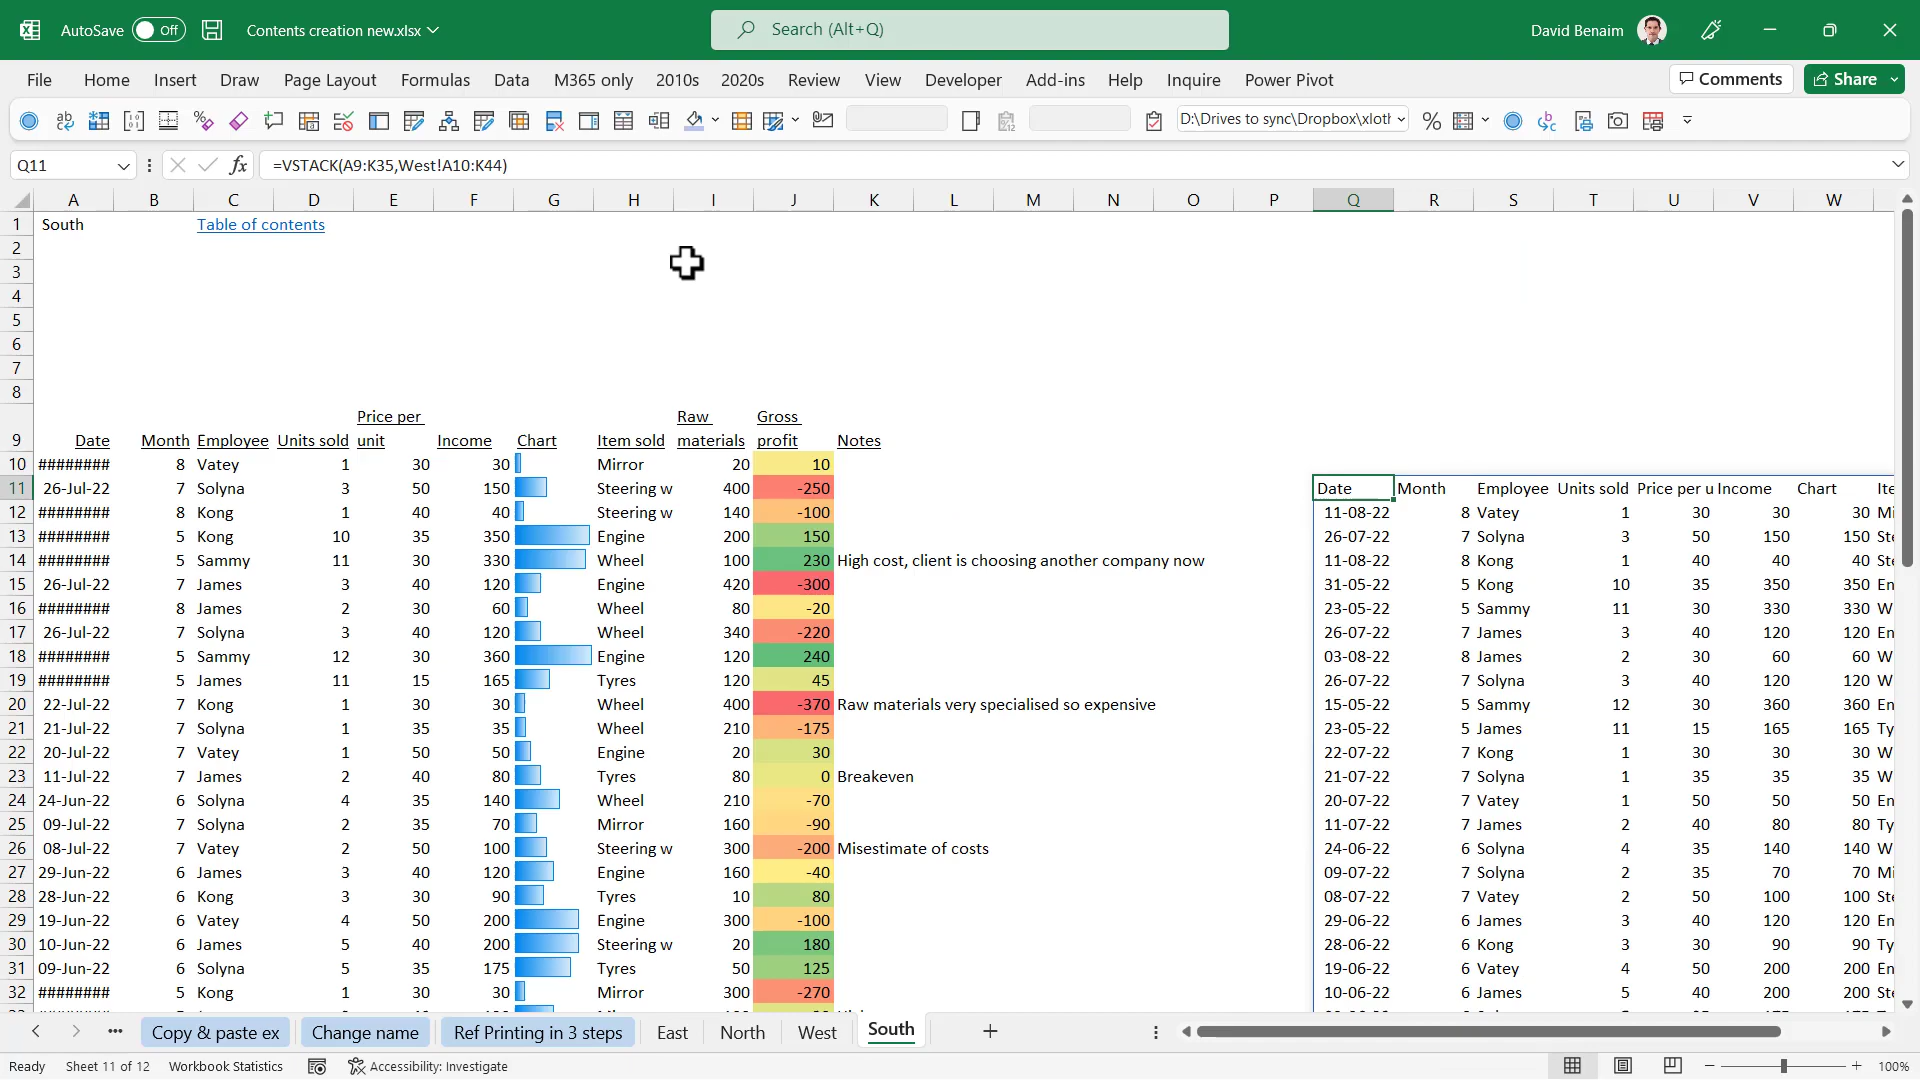 AutoSave Off Contents creation new.xlsx Search (Alt+Q) David Benaim
File Home Insert Draw Page Layout Formulas Data M365 only 2010s 2020s Review View Developer Add-ins Help Inquire Power Pivot Comments Share
D:\Drives to sync\Dropbox\xloth
Q11 fx =VSTACK(A9:K35,West!A10:K44)
A B C D E F G H I J K L M N O P Q R S T U V W
1 South Table of contents
2
3
4
5
6
7
8
Price per Raw Gross
9 Date Month Employee Units sold unit Income Chart Item sold materials profit Notes
10 ######## 8 Vatey 1 30 30 Mirror 20 10
11 26-Jul-22 7 Solyna 3 50 150 Steering w 400 -250 Date Month Employee Units sold Price per u Income Chart Ite
12 ######## 8 Kong 1 40 40 Steering w 140 -100 11-08-22 8 Vatey 1 30 30 30 Mi
13 ######## 5 Kong 10 35 350 Engine 200 150 26-07-22 7 Solyna 3 50 150 150 Ste
14 ######## 5 Sammy 11 30 330 Wheel 100 230 High cost, client is choosing another company now 11-08-22 8 Kong 1 40 40 40 Ste
15 26-Jul-22 7 James 3 40 120 Engine 420 -300 31-05-22 5 Kong 10 35 350 350 En
16 ######## 8 James 2 30 60 Wheel 80 -20 23-05-22 5 Sammy 11 30 330 330 W
17 26-Jul-22 7 Solyna 3 40 120 Wheel 340 -220 26-07-22 7 James 3 40 120 120 En
18 ######## 5 Sammy 12 30 360 Engine 120 240 03-08-22 8 James 2 30 60 60 W
19 ######## 5 James 11 15 165 Tyres 120 45 26-07-22 7 Solyna 3 40 120 120 W
20 22-Jul-22 7 Kong 1 30 30 Wheel 400 -370 Raw materials very specialised so expensive 15-05-22 5 Sammy 12 30 360 360 En
21 21-Jul-22 7 Solyna 1 35 35 Wheel 210 -175 23-05-22 5 James 11 15 165 165 Ty
22 20-Jul-22 7 Vatey 1 50 50 Engine 20 30 22-07-22 7 Kong 1 30 30 30 W
23 11-Jul-22 7 James 2 40 80 Tyres 80 0 Breakeven 21-07-22 7 Solyna 1 35 35 35 W
24 24-Jun-22 6 Solyna 4 35 140 Wheel 210 -70 20-07-22 7 Vatey 1 50 50 50 En
25 09-Jul-22 7 Solyna 2 35 70 Mirror 160 -90 11-07-22 7 James 2 40 80 80 Ty
26 08-Jul-22 7 Vatey 2 50 100 Steering w 300 -200 Misestimate of costs 24-06-22 6 Solyna 4 35 140 140 W
27 29-Jun-22 6 James 3 40 120 Engine 160 -40 09-07-22 7 Solyna 2 35 70 70 Mi
28 28-Jun-22 6 Kong 3 30 90 Tyres 10 80 08-07-22 7 Vatey 2 50 100 100 Ste
29 19-Jun-22 6 Vatey 4 50 200 Engine 300 -100 29-06-22 6 James 3 40 120 120 En
30 10-Jun-22 6 James 5 40 200 Steering w 20 180 28-06-22 6 Kong 3 30 90 90 Ty
31 09-Jun-22 6 Solyna 5 35 175 Tyres 50 125 19-06-22 6 Vatey 4 50 200 200 En
32 ######## 5 Kong 1 30 30 Mirror 300 -270 10-06-22 6 James 5 40 200 200 Ste
Copy & paste ex Change name Ref Printing in 3 steps East North West South
Ready Sheet 11 of 12 Workbook Statistics Accessibility: Investigate 100%